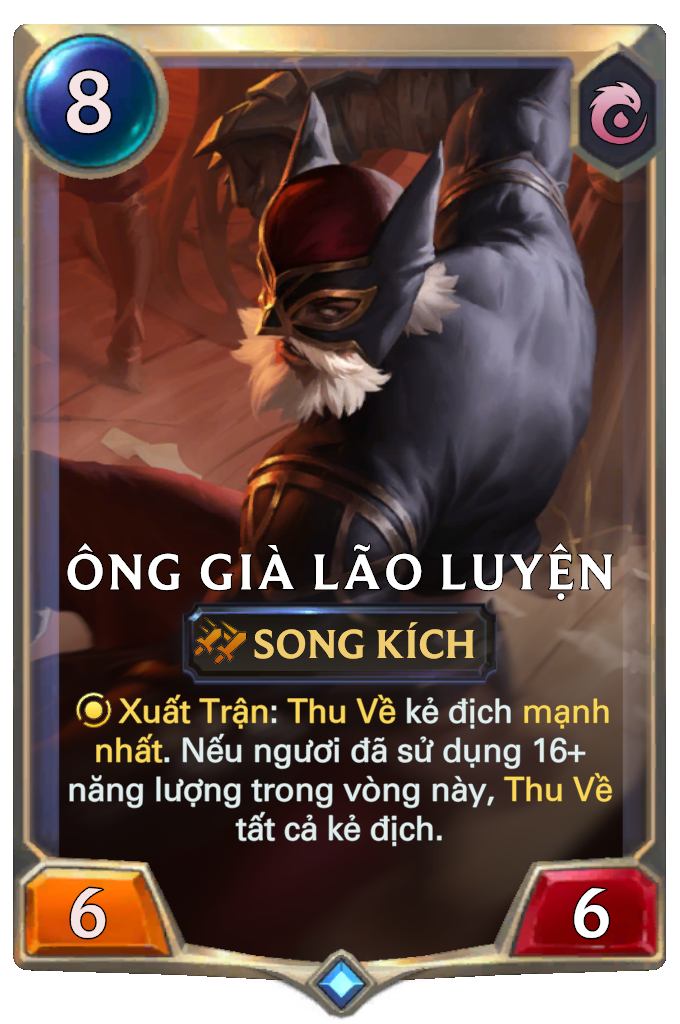 8
ÔNG GIÀ LÃO LUYỆN
SONG KÍCH
Xuất Trận: Thu Về kẻ địch mạnh
nhất. Nếu ngươi đã sử dụng 16+
năng lượng trong vòng này, Thu Về
tất cả kẻ địch.
6
6